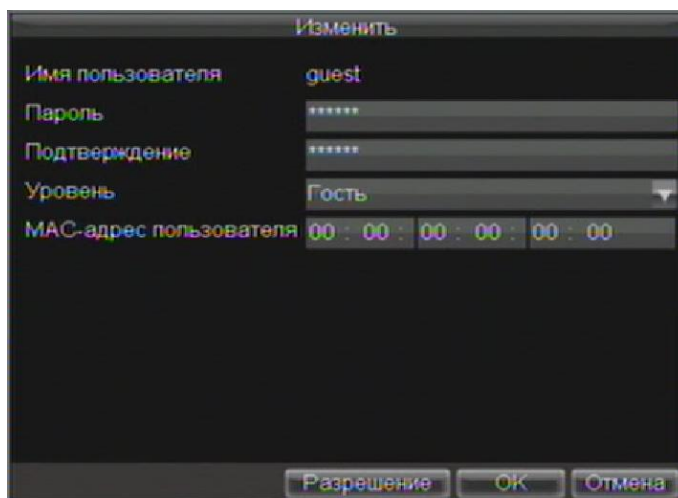 Изменить
Имя пользователя guest
Пароль ******
Подтверждение ******
Уровень Гость
MAC-адрес пользователя 00 : 00 : 00 : 00 : 00 : 00
Разрешение OK Отмена